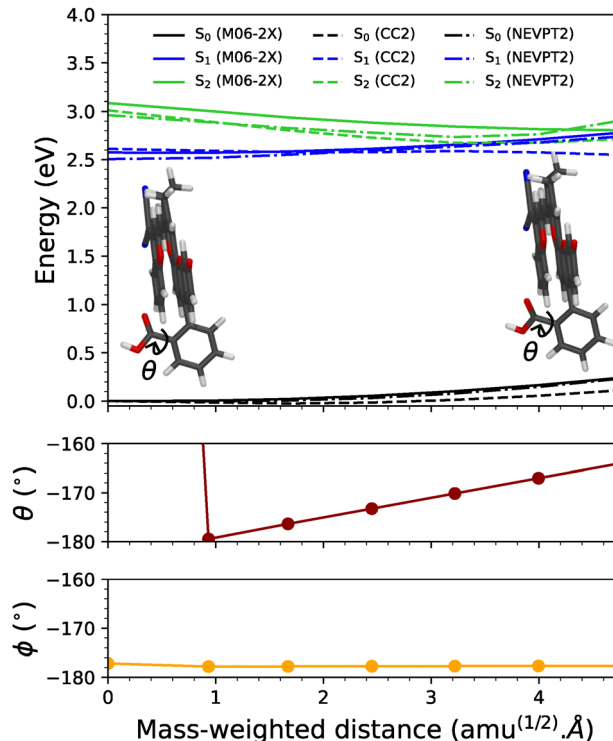 S₀ (M06-2X) S₀ (CC2) S₀ (NEVPT2)
S₁ (M06-2X) S₁ (CC2) S₁ (NEVPT2)
S₂ (M06-2X) S₂ (CC2) S₂ (NEVPT2)
Energy (eV)
4.0
3.5
3.0
2.5
2.0
1.5
1.0
0.5
0.0
θ
θ
θ (°)
−160
−170
−180
ϕ (°)
−160
−170
−180
0 1 2 3 4
Mass-weighted distance (amu⁽¹ᐟ²⁾.Å)